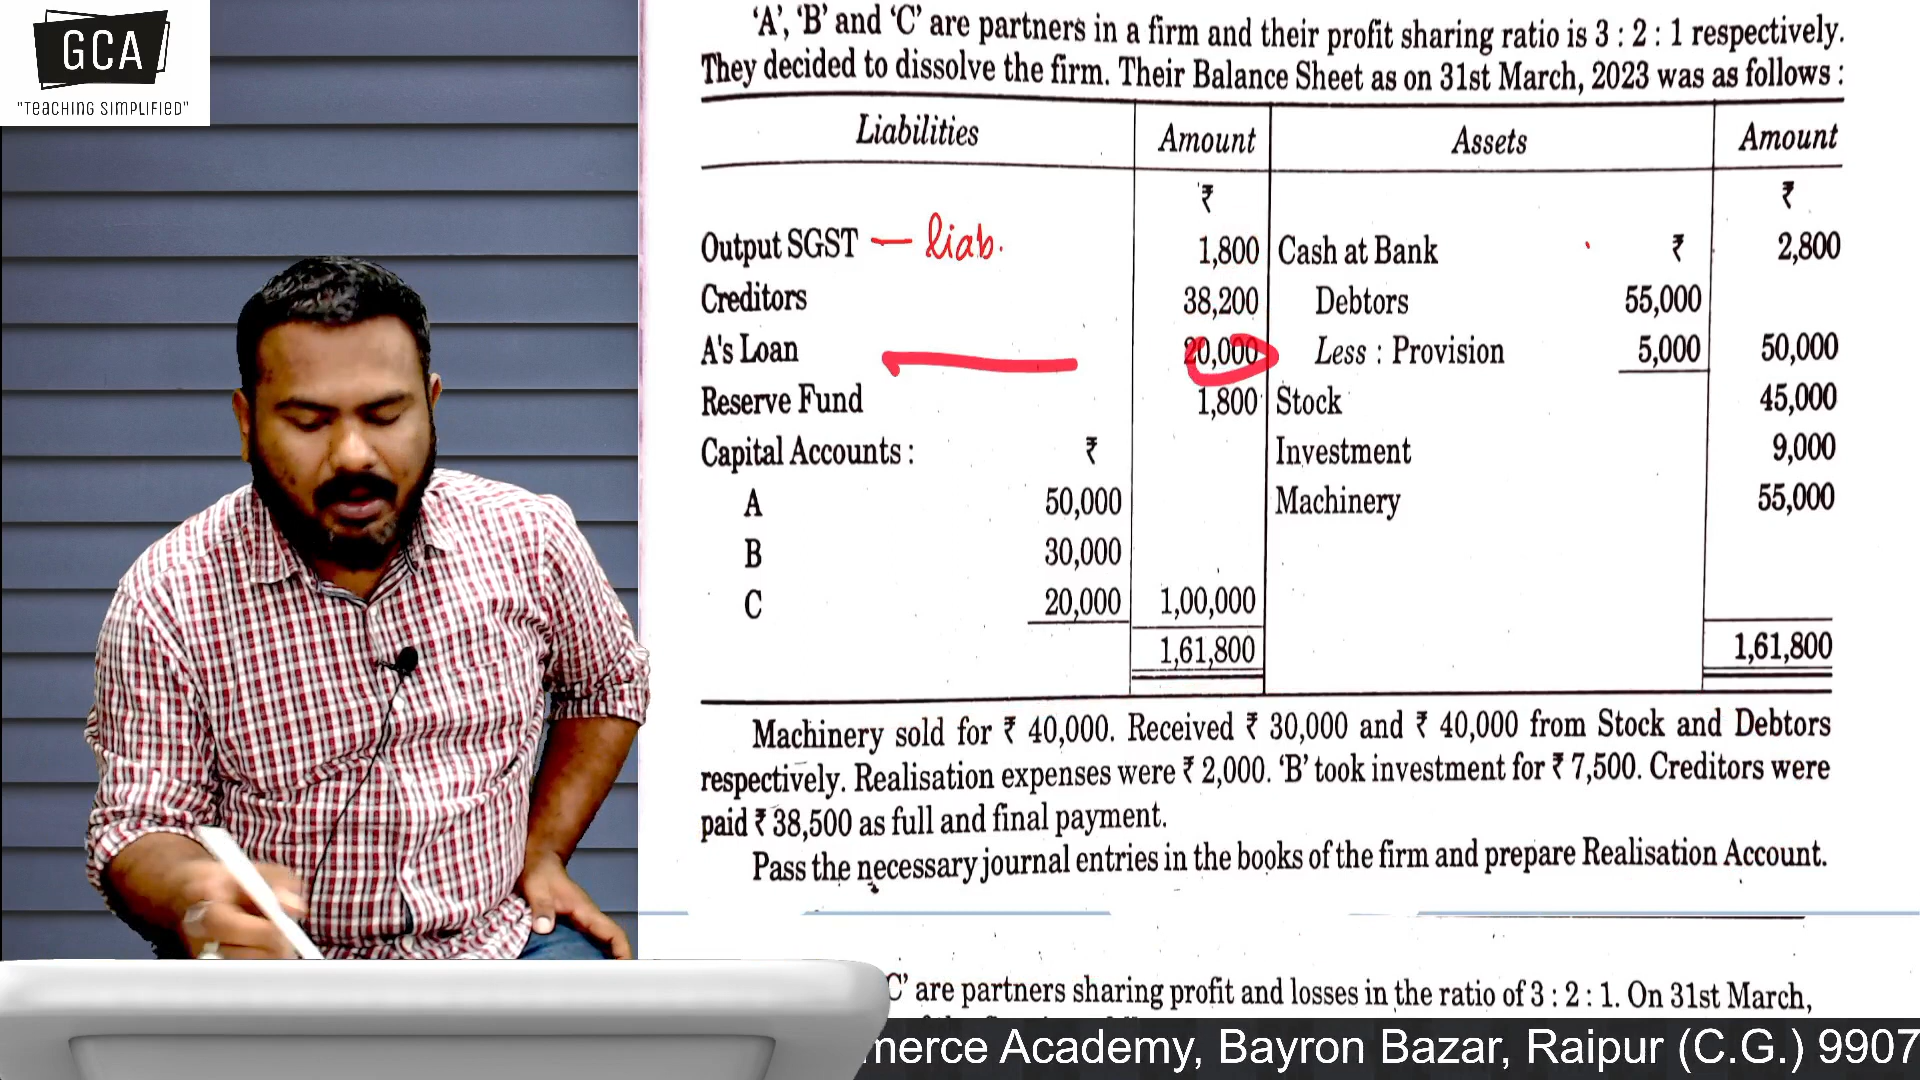 GCA
"TEACHING SIMPLIFIED"
'A', 'B' and 'C' are partners in a firm and their profit sharing ratio is 3 : 2 : 1 respectively.
They decided to dissolve the firm. Their Balance Sheet as on 31st March, 2023 was as follows :
Liabilities Amount Assets Amount
₹ ₹
Output SGST — liab. 1,800 Cash at Bank ₹ 2,800
Creditors 38,200 Debtors 55,000
A's Loan 20,000 Less : Provision 5,000 50,000
Reserve Fund 1,800 Stock 45,000
Capital Accounts : ₹ Investment 9,000
A 50,000 Machinery 55,000
B 30,000
C 20,000 1,00,000
1,61,800 1,61,800
Machinery sold for ₹ 40,000. Received ₹ 30,000 and ₹ 40,000 from Stock and Debtors
respectively. Realisation expenses were ₹ 2,000. 'B' took investment for ₹ 7,500. Creditors were
paid ₹ 38,500 as full and final payment.
Pass the necessary journal entries in the books of the firm and prepare Realisation Account.
C' are partners sharing profit and losses in the ratio of 3 : 2 : 1. On 31st March,
merce Academy, Bayron Bazar, Raipur (C.G.) 9907